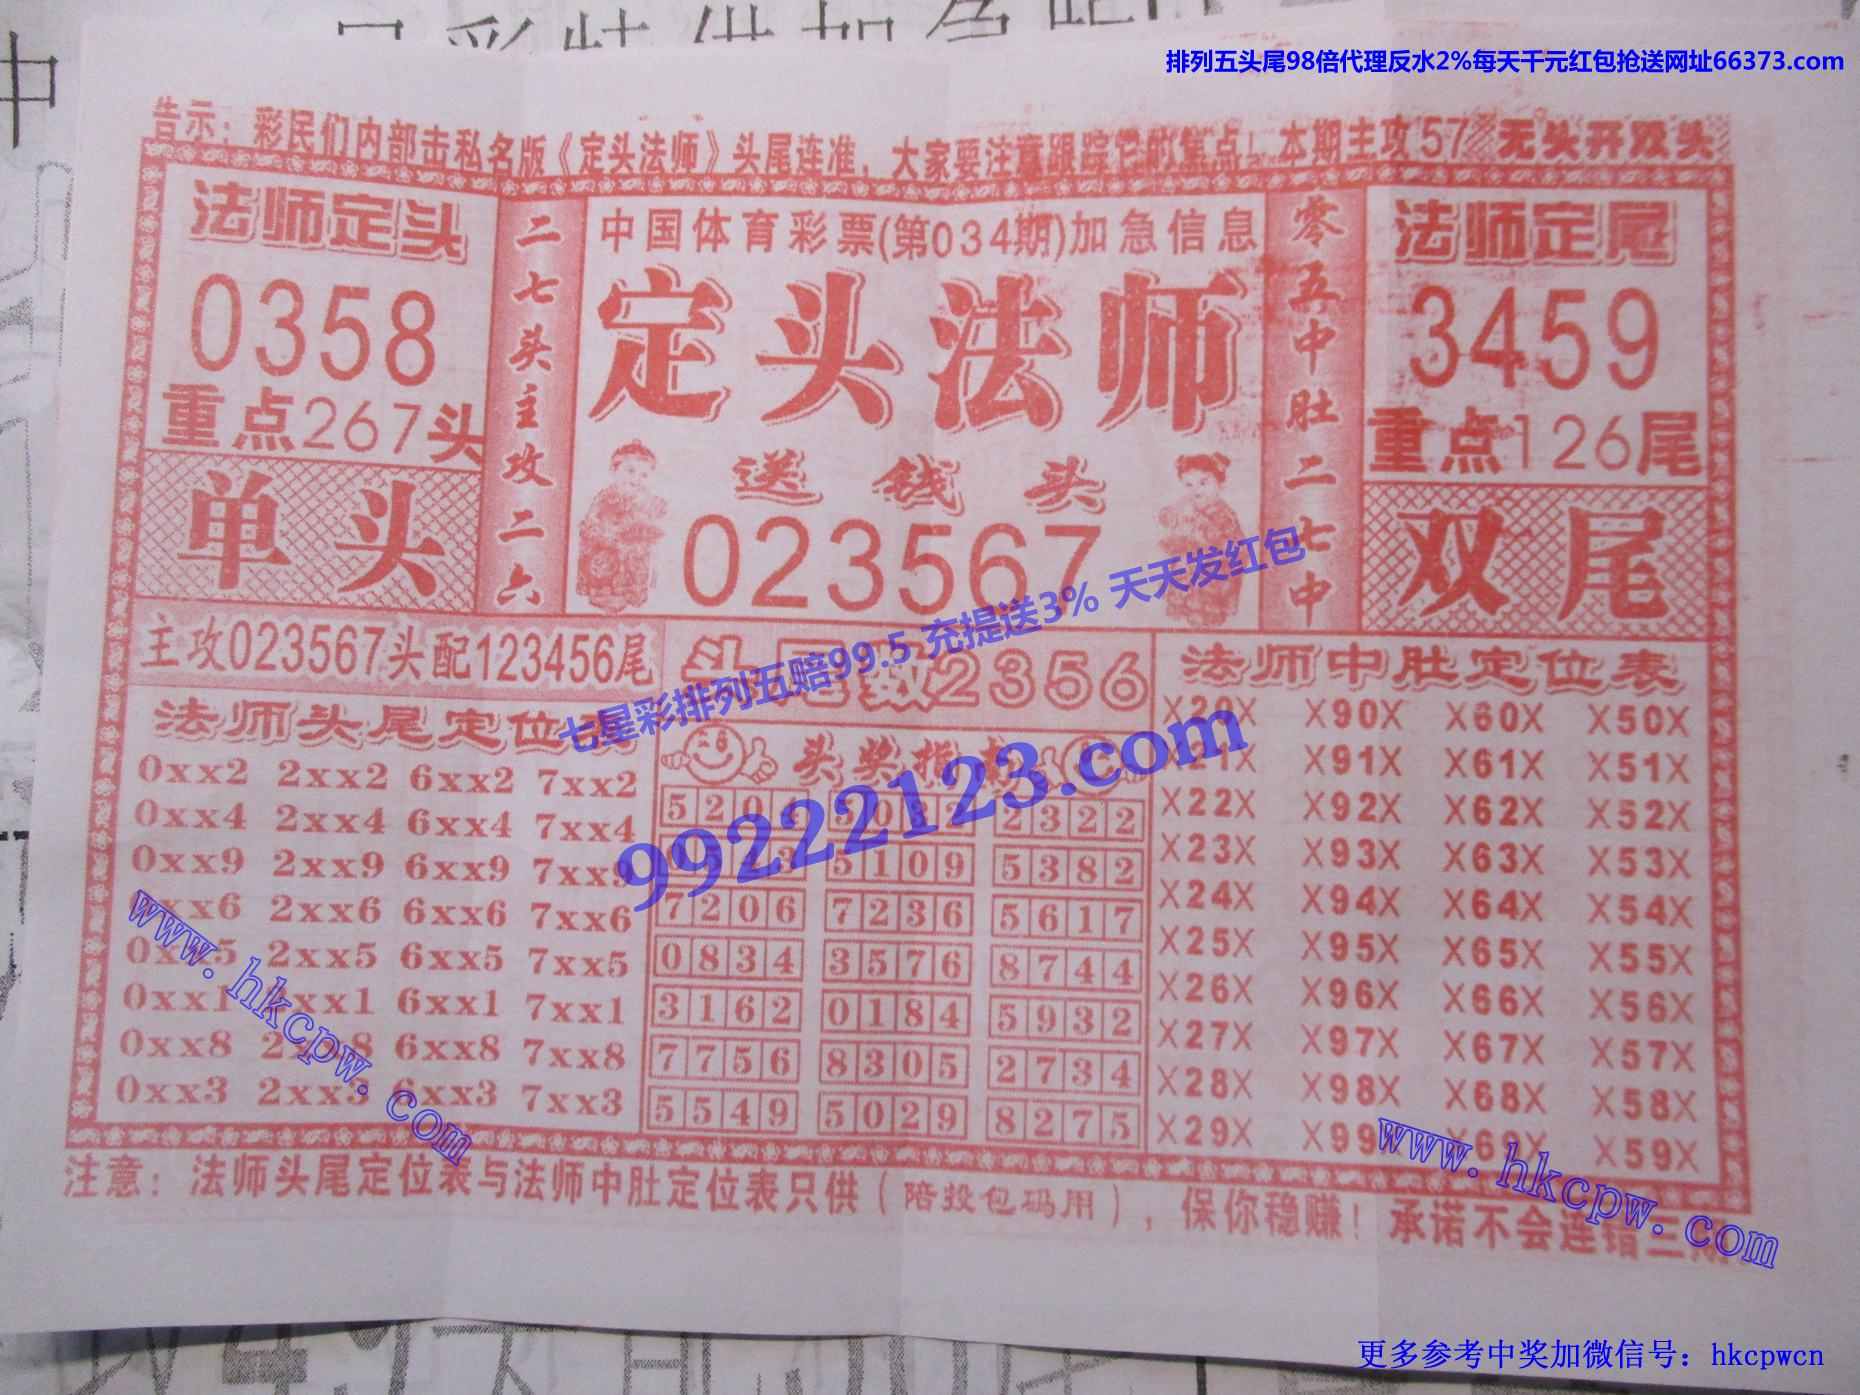 排列五头尾98倍代理反水2%每天千元红包抢送网址66373.com
告示：彩民们内部击私名版《定头法师》头尾连准，大家要注意跟踪它的焦点！本期主攻57 无头开双头
法师定头
0358
重点267头
单头
二七头主攻二六
中国体育彩票(第034期)加急信息
定头法师
送钱头
023567
零五中肚二七中
法师定尾
3459
重点126尾
双尾
主攻023567头配123456尾
头尾数2356
法师头尾定位表
0xx2 2xx2 6xx2 7xx2
0xx4 2xx4 6xx4 7xx4
0xx9 2xx9 6xx9 7xx9
0xx6 2xx6 6xx6 7xx6
0xx5 2xx5 6xx5 7xx5
0xx1 2xx1 6xx1 7xx1
0xx8 2xx8 6xx8 7xx8
0xx3 2xx3 6xx3 7xx3
头奖指
5204 2322
5109 5382
7206 7236 5617
0834 3576 8744
3162 0184 5932
7756 8305 2734
5549 5029 8275
法师中肚定位表
X20X X90X X60X X50X
X21X X91X X61X X51X
X22X X92X X62X X52X
X23X X93X X63X X53X
X24X X94X X64X X54X
X25X X95X X65X X55X
X26X X96X X66X X56X
X27X X97X X67X X57X
X28X X98X X68X X58X
X29X X99X X69X X59X
七星彩排列五赔99.5 充提送3% 天天发红包
99222123.com
www.hkcpw.com
www.hkcpw.com
注意：法师头尾定位表与法师中肚定位表只供（陪投包码用），保你稳赚！承诺不会连错三期
更多参考中奖加微信号：hkcpwcn